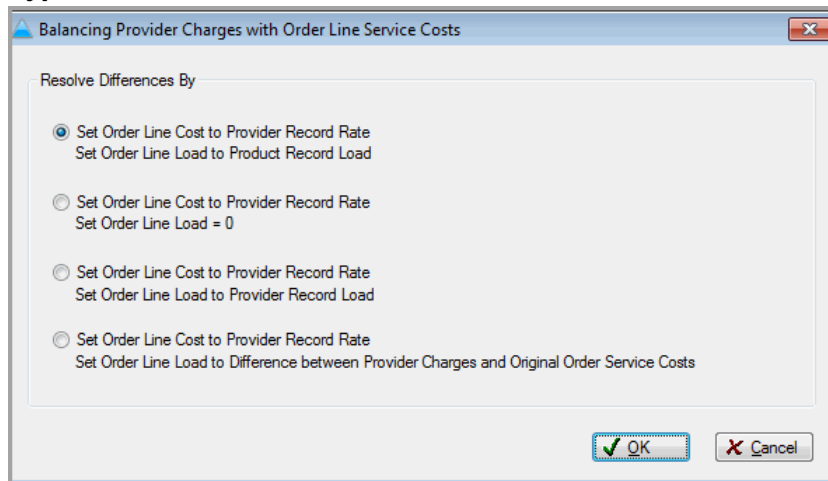 Balancing Provider Charges with Order Line Service Costs
Resolve Differences By
Set Order Line Cost to Provider Record Rate
Set Order Line Load to Product Record Load
Set Order Line Cost to Provider Record Rate
Set Order Line Load = 0
Set Order Line Cost to Provider Record Rate
Set Order Line Load to Provider Record Load
Set Order Line Cost to Provider Record Rate
Set Order Line Load to Difference between Provider Charges and Original Order Service Costs
OK Cancel